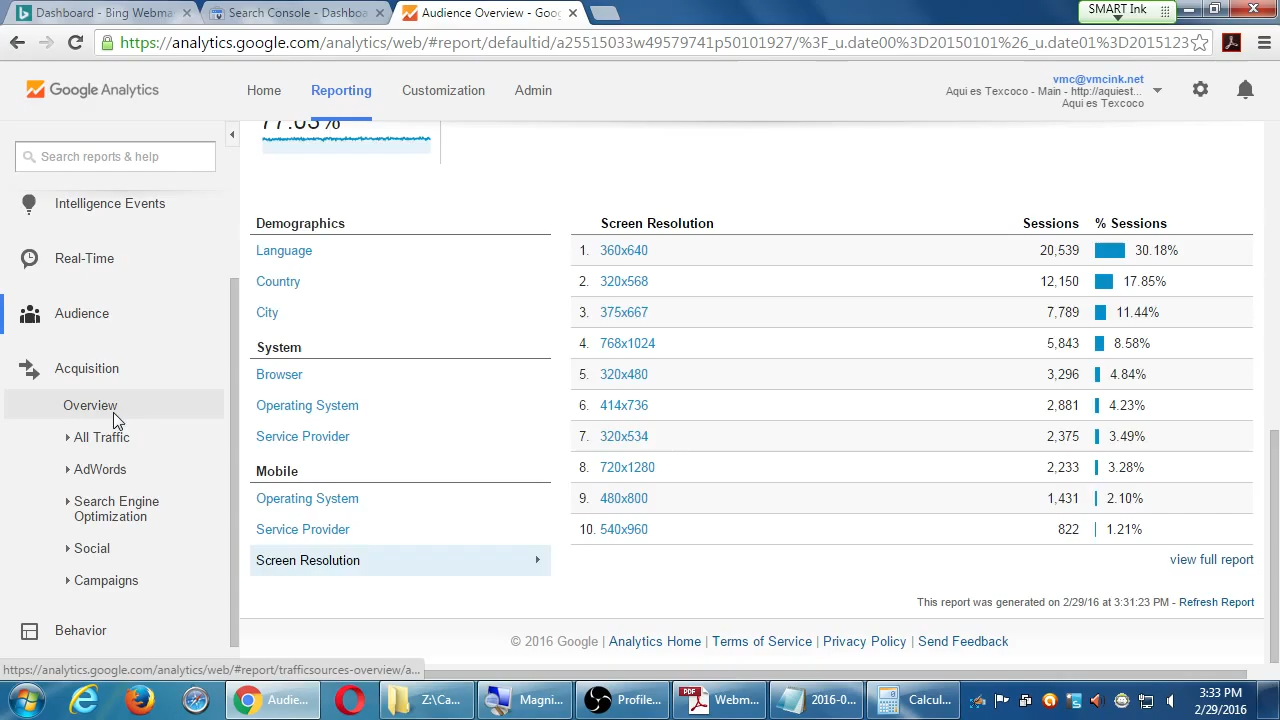 Dashboard - Bing Webma
Search Console - Dashboa
Audience Overview - Goo
SMART Ink
https://analytics.google.com/analytics/web/#report/defaultid/a25515033w49579741p50101927/%3F_u.date00%3D20150101%26_u.date01%3D2015123
Google Analytics
Home
Reporting
Customization
Admin
vmc@vmcink.net
Aqui es Texcoco - Main - http://aquiest...
Aqui es Texcoco
77.03%
Search reports & help
Intelligence Events
Real-Time
Audience
Acquisition
Overview
All Traffic
AdWords
Search Engine
Optimization
Social
Campaigns
Behavior
Demographics
Language
Country
City
System
Browser
Operating System
Service Provider
Mobile
Operating System
Service Provider
Screen Resolution
Screen Resolution Sessions % Sessions
1. 360x640 20,539 30.18%
2. 320x568 12,150 17.85%
3. 375x667 7,789 11.44%
4. 768x1024 5,843 8.58%
5. 320x480 3,296 4.84%
6. 414x736 2,881 4.23%
7. 320x534 2,375 3.49%
8. 720x1280 2,233 3.28%
9. 480x800 1,431 2.10%
10. 540x960 822 1.21%
view full report
This report was generated on 2/29/16 at 3:31:23 PM - Refresh Report
© 2016 Google | Analytics Home | Terms of Service | Privacy Policy | Send Feedback
https://analytics.google.com/analytics/web/#report/trafficsources-overview/a...
Audie...
Z:\Ca...
Magni...
Profile...
PDF
Webm...
2016-0...
Calcul...
3:33 PM
2/29/2016